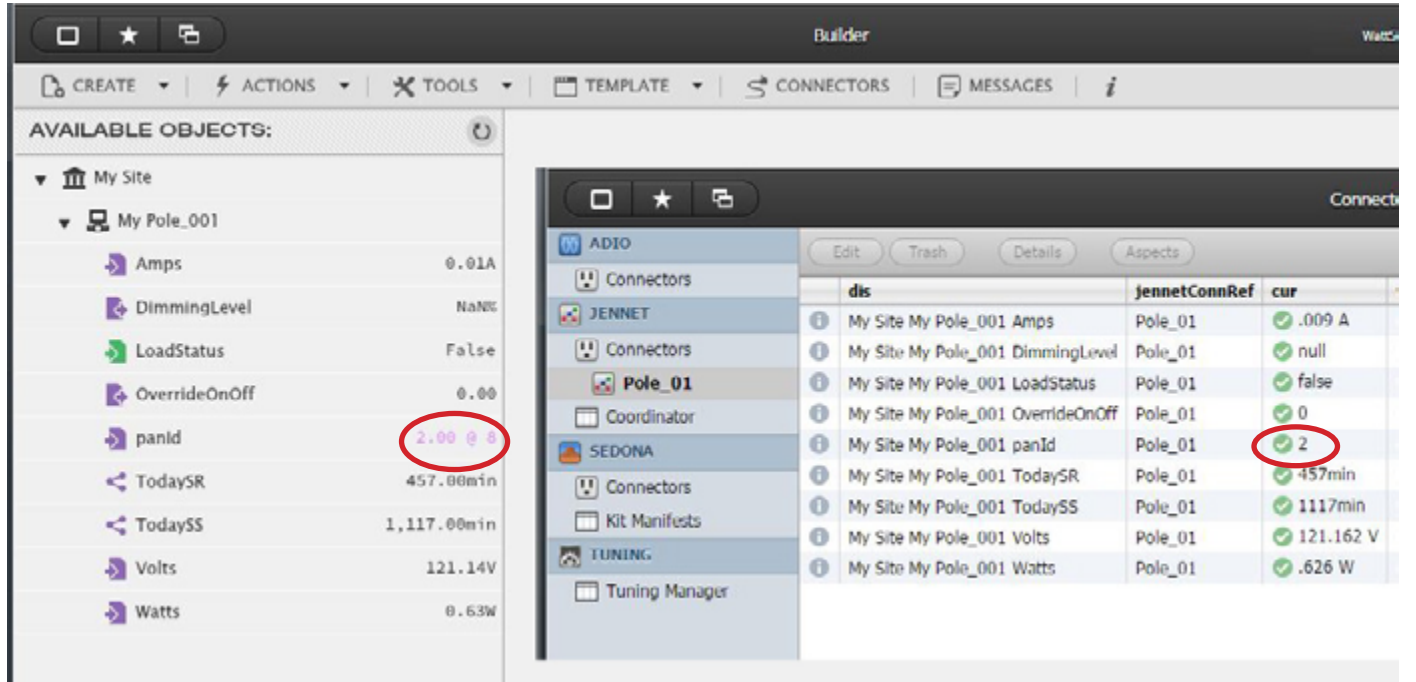 Builder
CREATE ACTIONS TOOLS TEMPLATE CONNECTORS MESSAGES i
AVAILABLE OBJECTS:
My Site
My Pole_001
Amps 0.01A
DimmingLevel NaN%
LoadStatus False
OverrideOnOff 0.00
panId 2.00 @ 8
TodaySR 457.00min
TodaySS 1,117.00min
Volts 121.14V
Watts 0.63W
ADIO
Connectors
JENNET
Connectors
Pole_01
Coordinator
SEDONA
Connectors
Kit Manifests
TUNING
Tuning Manager
Connecto
Edit Trash Details Aspects
dis jennetConnRef cur
My Site My Pole_001 Amps Pole_01 .009 A
My Site My Pole_001 DimmingLevel Pole_01 null
My Site My Pole_001 LoadStatus Pole_01 false
My Site My Pole_001 OverrideOnOff Pole_01 0
My Site My Pole_001 panId Pole_01 2
My Site My Pole_001 TodaySR Pole_01 457min
My Site My Pole_001 TodaySS Pole_01 1117min
My Site My Pole_001 Volts Pole_01 121.162 V
My Site My Pole_001 Watts Pole_01 .626 W